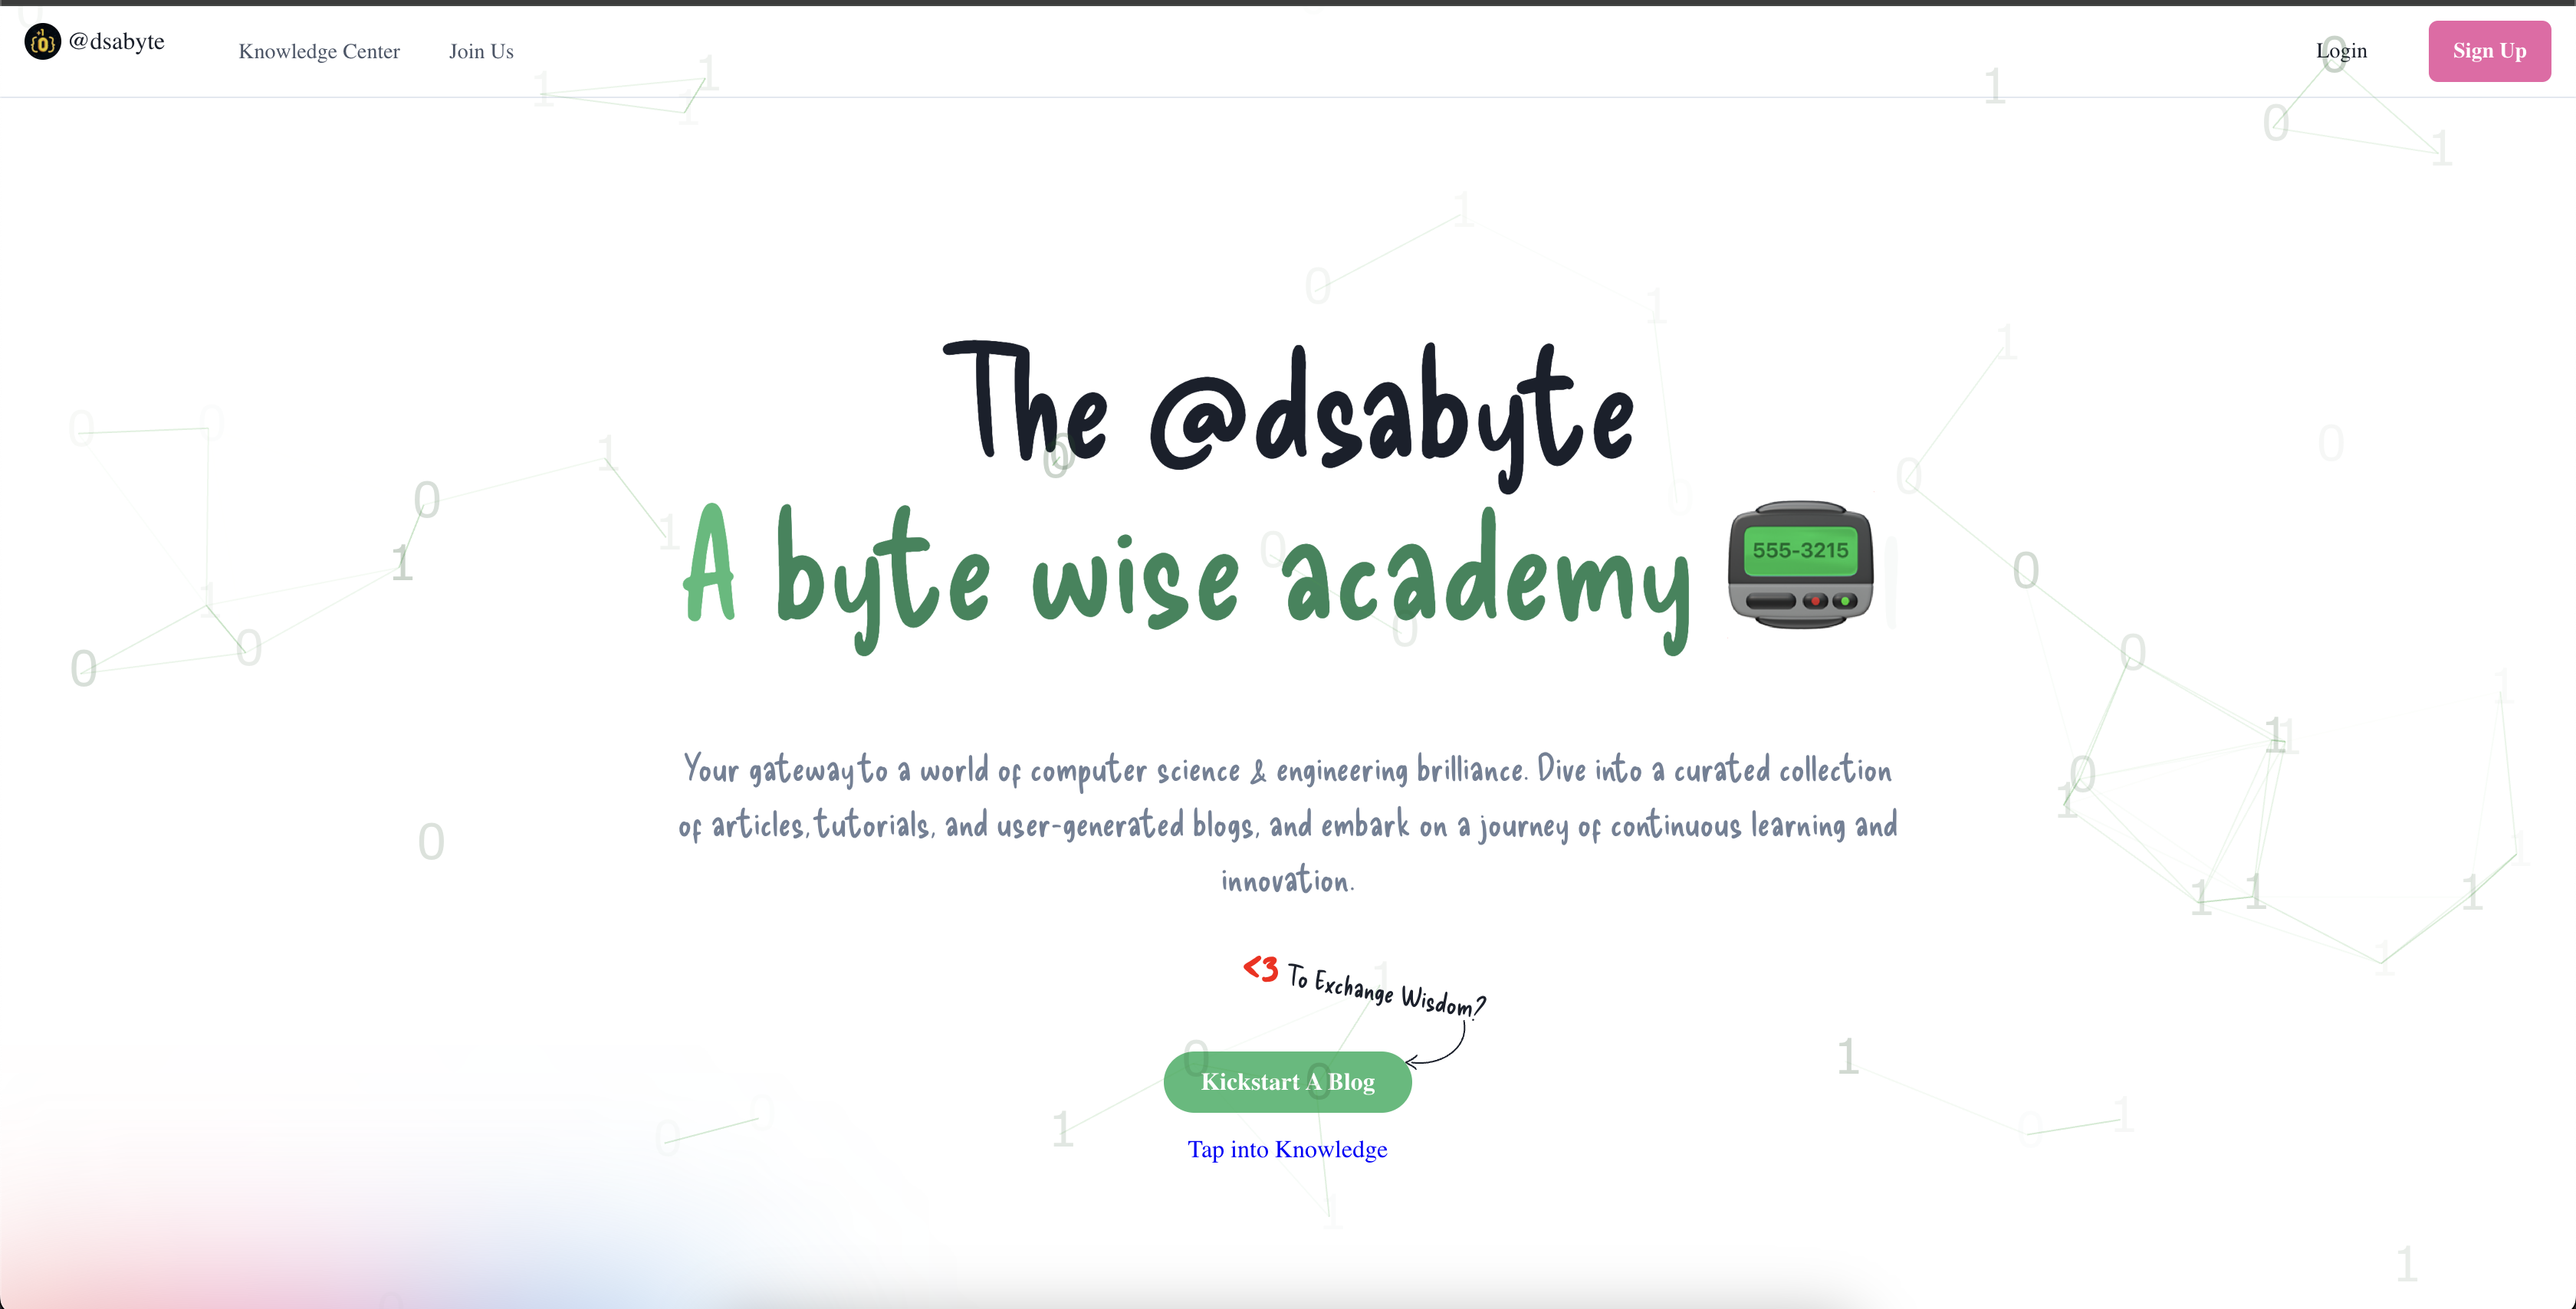 @dsabyte
Knowledge Center
Join Us
Login
Sign Up
The @dsabyte
A byte wise academy
555-3215
Your gateway to a world of computer science & engineering brilliance. Dive into a curated collection
of articles, tutorials, and user-generated blogs, and embark on a journey of continuous learning and
innovation.
<3 To Exchange Wisdom?
Kickstart A Blog
Tap into Knowledge